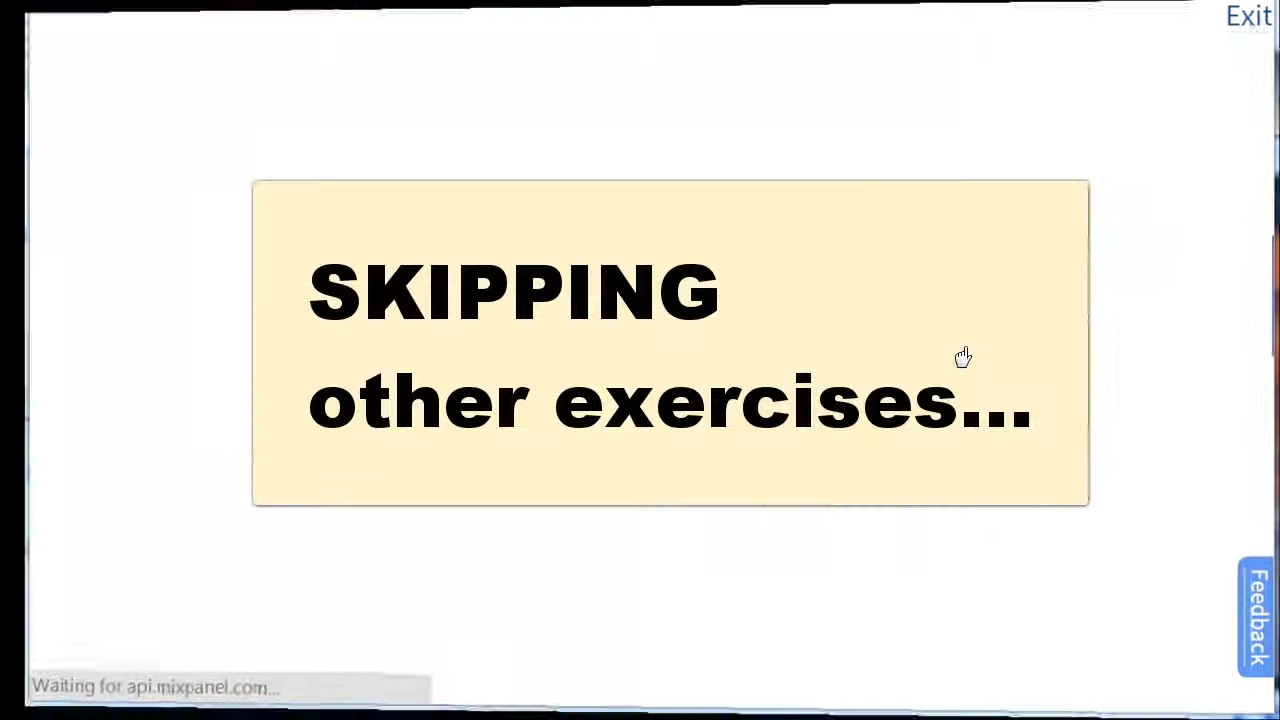 Exit
SKIPPING
other exercises...
Feedback
Waiting for api.mixpanel.com...